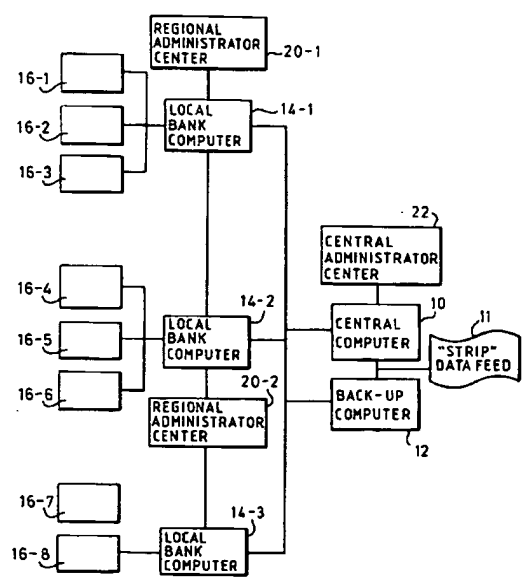 REGIONAL
ADMINISTRATOR
CENTER
20-1
16-1
16-2
16-3
LOCAL
BANK
COMPUTER
14-1
22
CENTRAL
ADMINISTRATOR
CENTER
16-4
16-5
16-6
LOCAL
BANK
COMPUTER
14-2
CENTRAL
COMPUTER
10
11
"STRIP"
DATA FEED
REGIONAL
ADMINISTRATOR
CENTER
20-2
BACK-UP
COMPUTER
12
16-7
16-8
LOCAL
BANK
COMPUTER
14-3